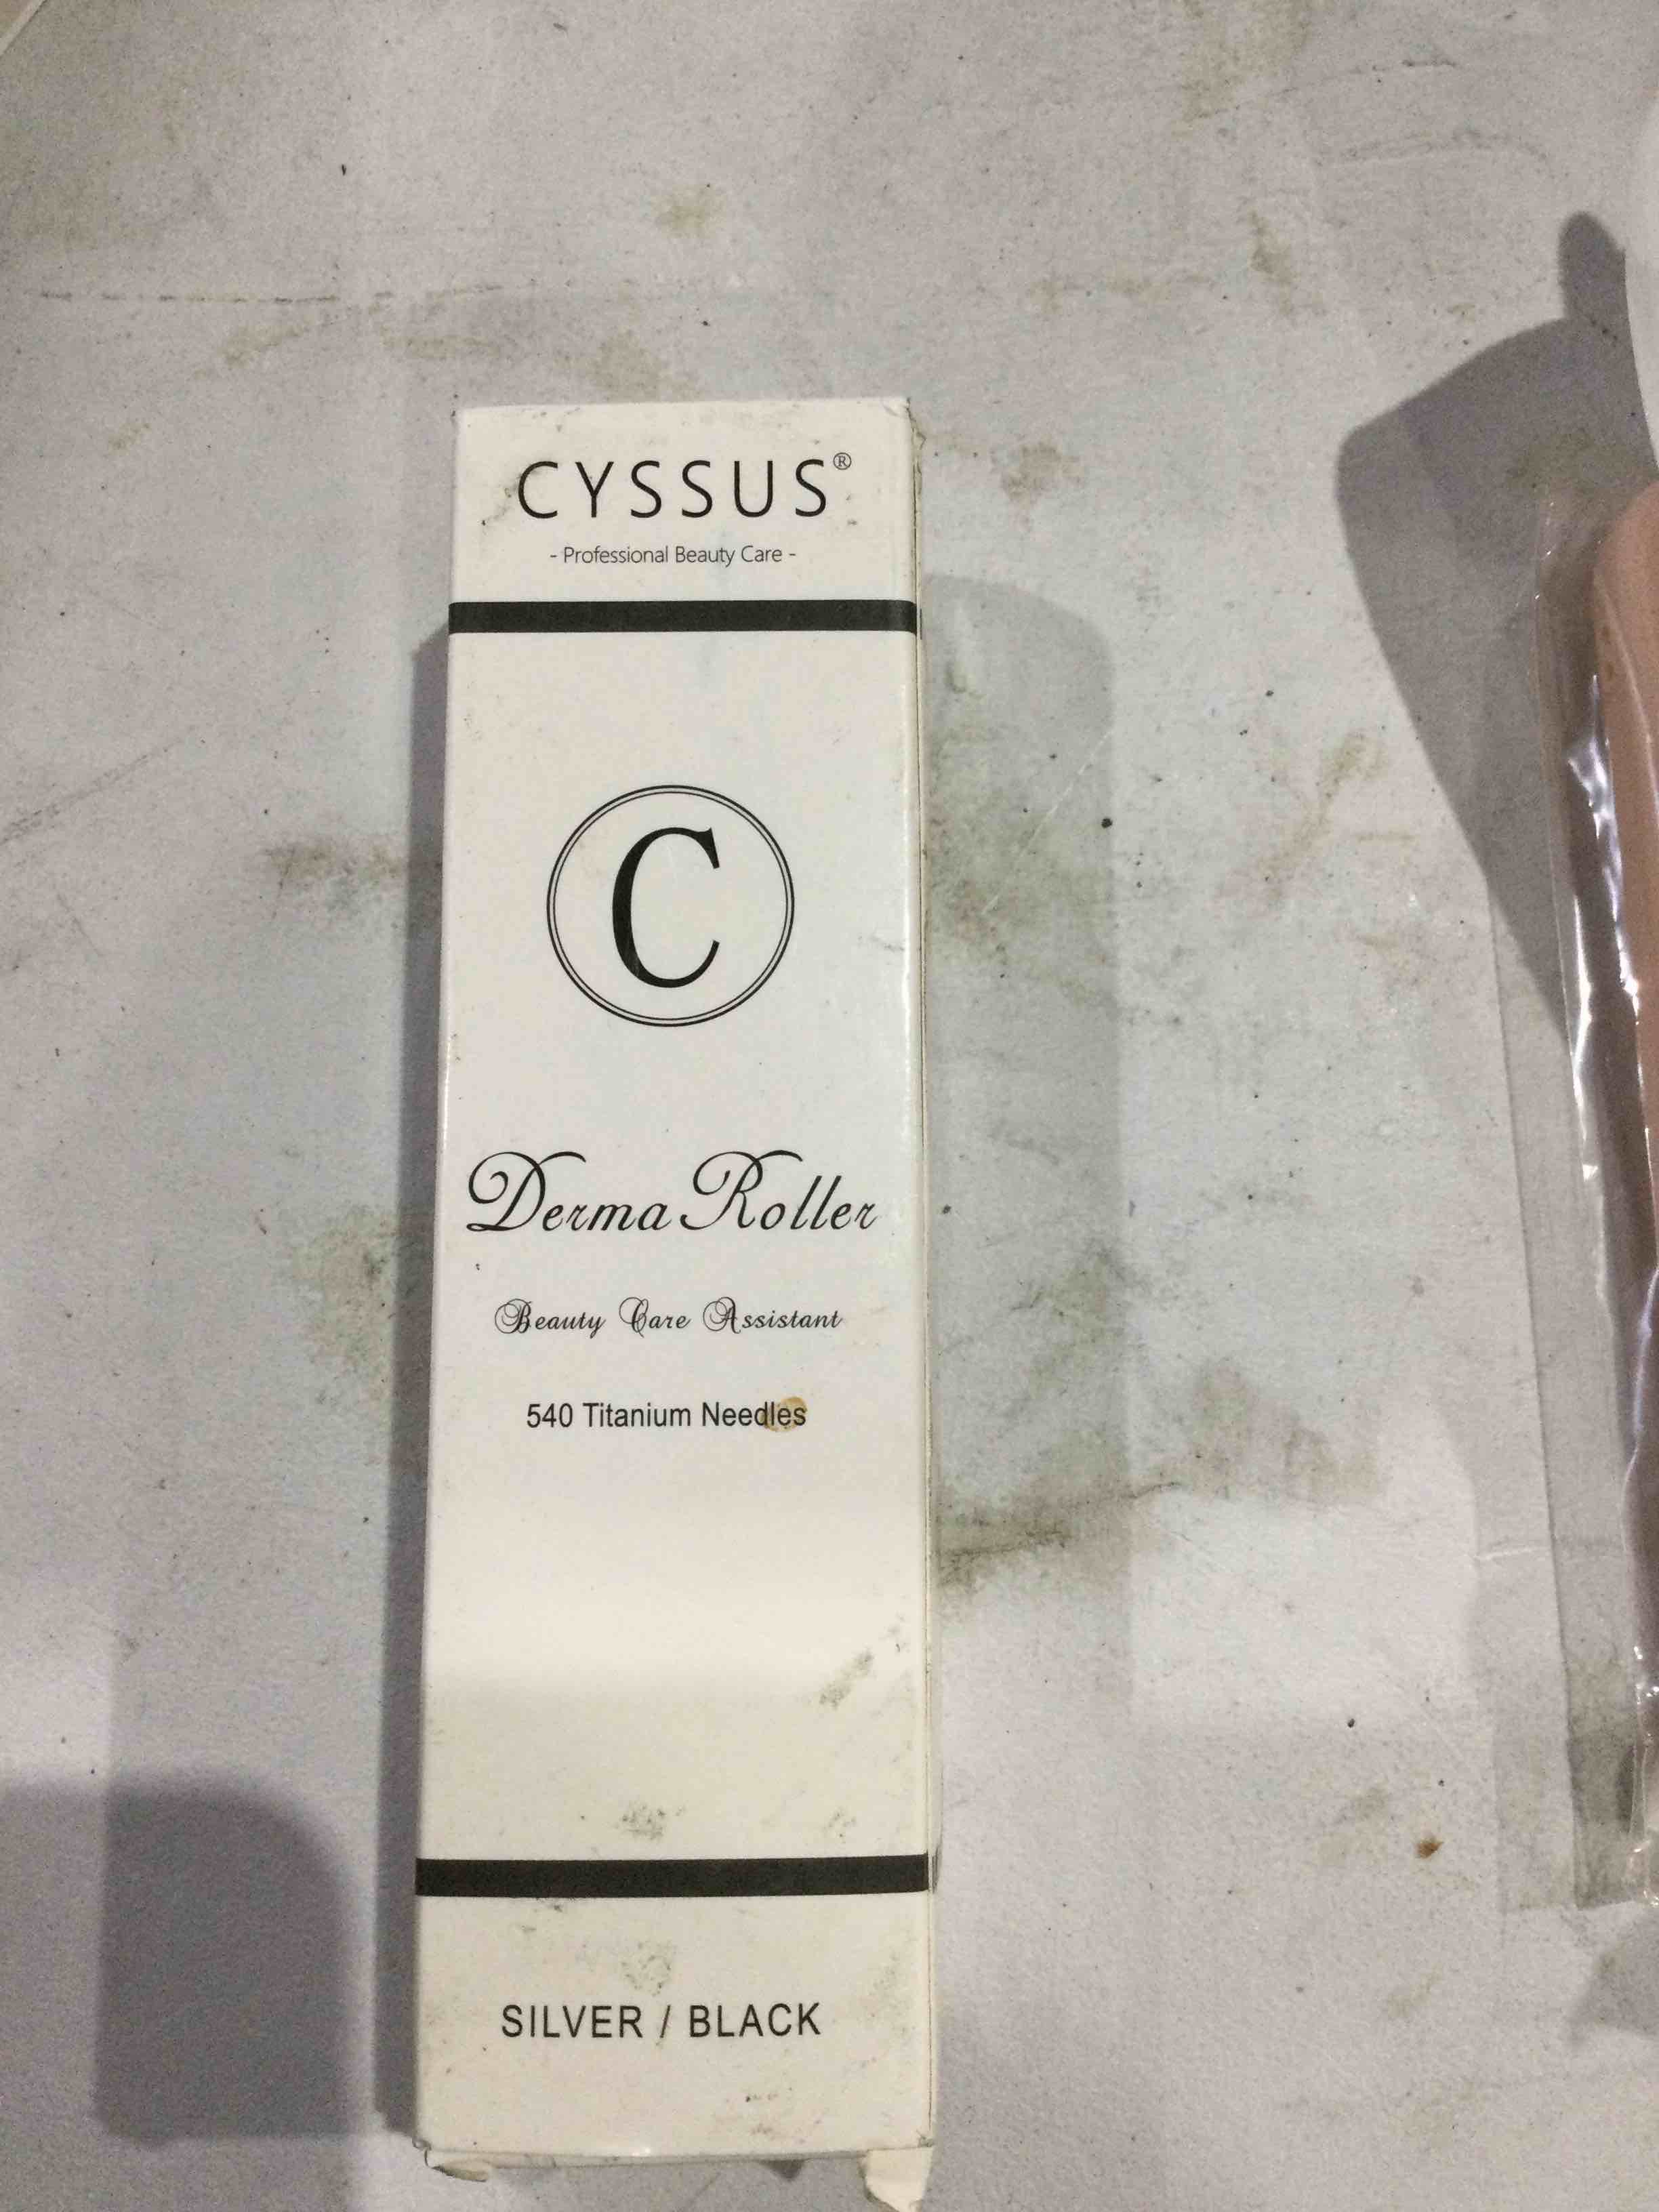 CYSSUS®
- Professional Beauty Care -
C
Derma Roller
Beauty Care Assistant
540 Titanium Needles
SILVER / BLACK